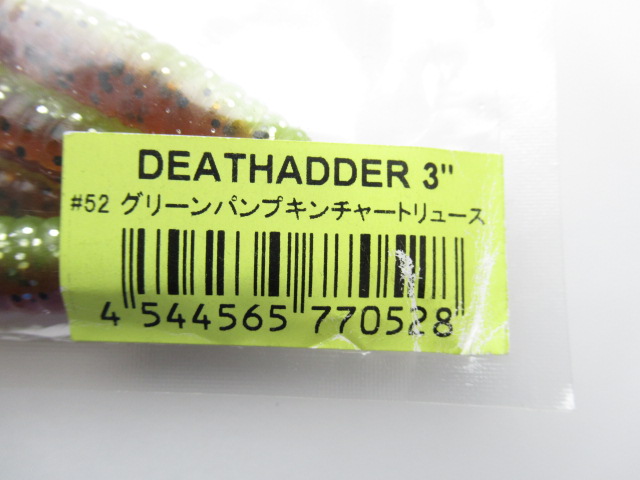 DEATHADDER 3"
#52 グリーンパンプキンチャートリュース
4 544565 770528